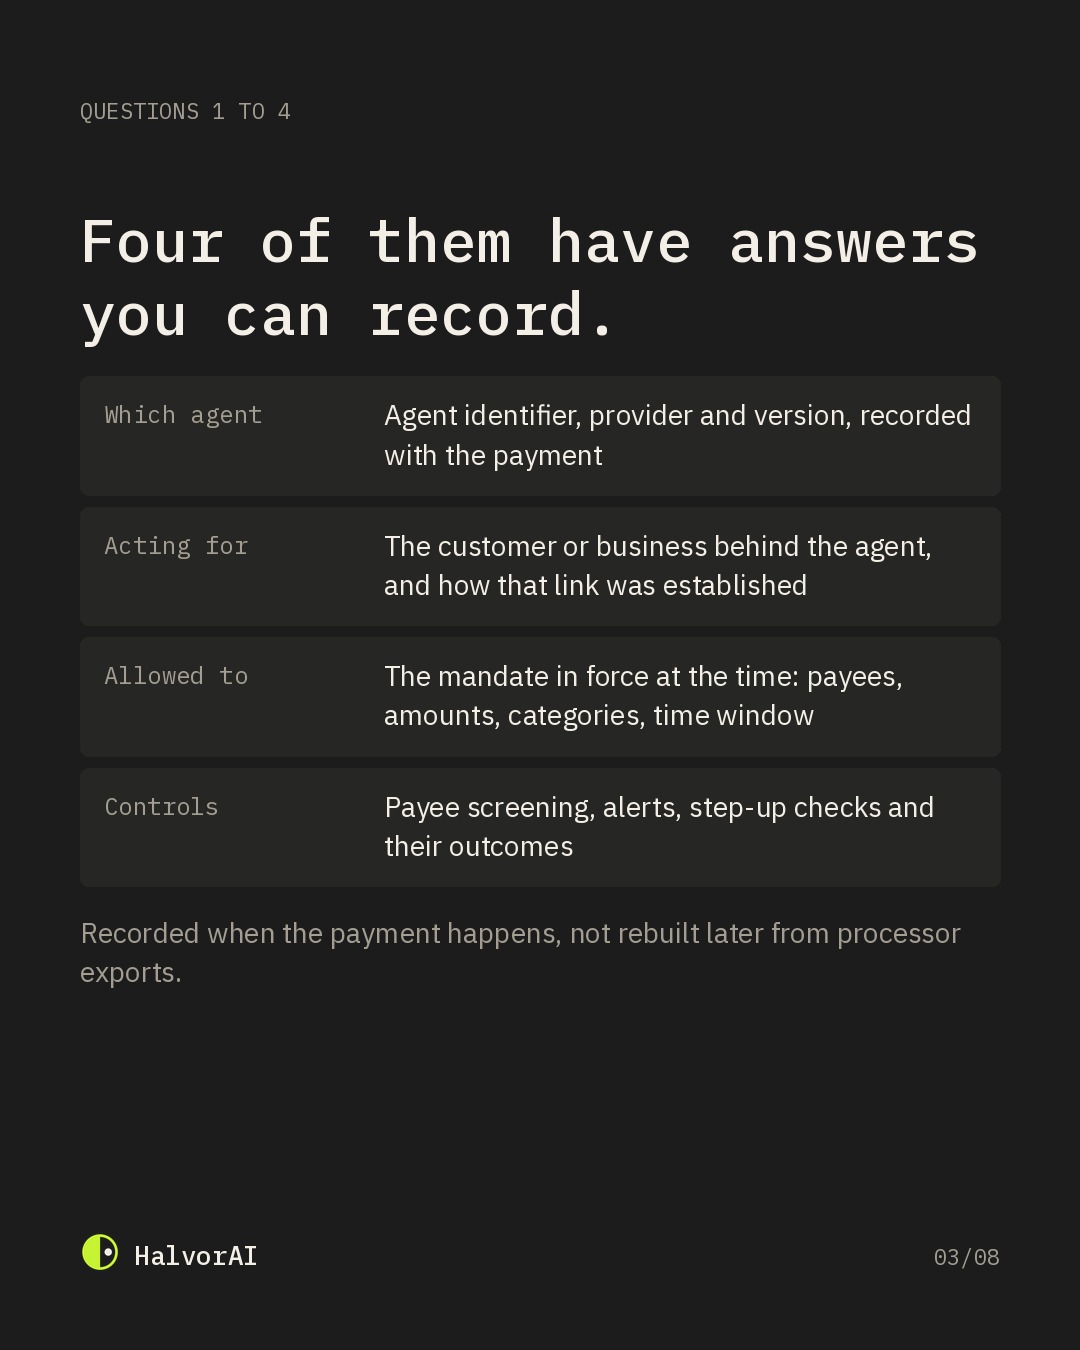 QUESTIONS 1 TO 4
Four of them have answers
you can record.
Which agent
Agent identifier, provider and version, recorded
with the payment
Acting for
The customer or business behind the agent,
and how that link was established
Allowed to
The mandate in force at the time: payees,
amounts, categories, time window
Controls
Payee screening, alerts, step-up checks and
their outcomes
Recorded when the payment happens, not rebuilt later from processor
exports.
HalvorAI
03/08